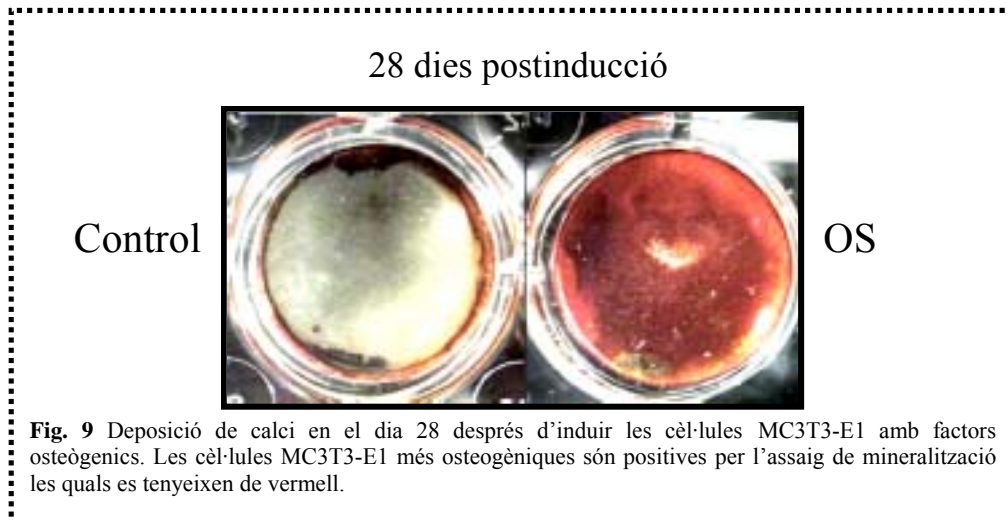 28 dies postinducció
Control
OS
Fig. 9 Deposició de calci en el dia 28 després d'induir les cèl·lules MC3T3-E1 amb factors
osteògenics. Les cèl·lules MC3T3-E1 més osteogèniques són positives per l'assaig de mineralització
les quals es tenyeixen de vermell.